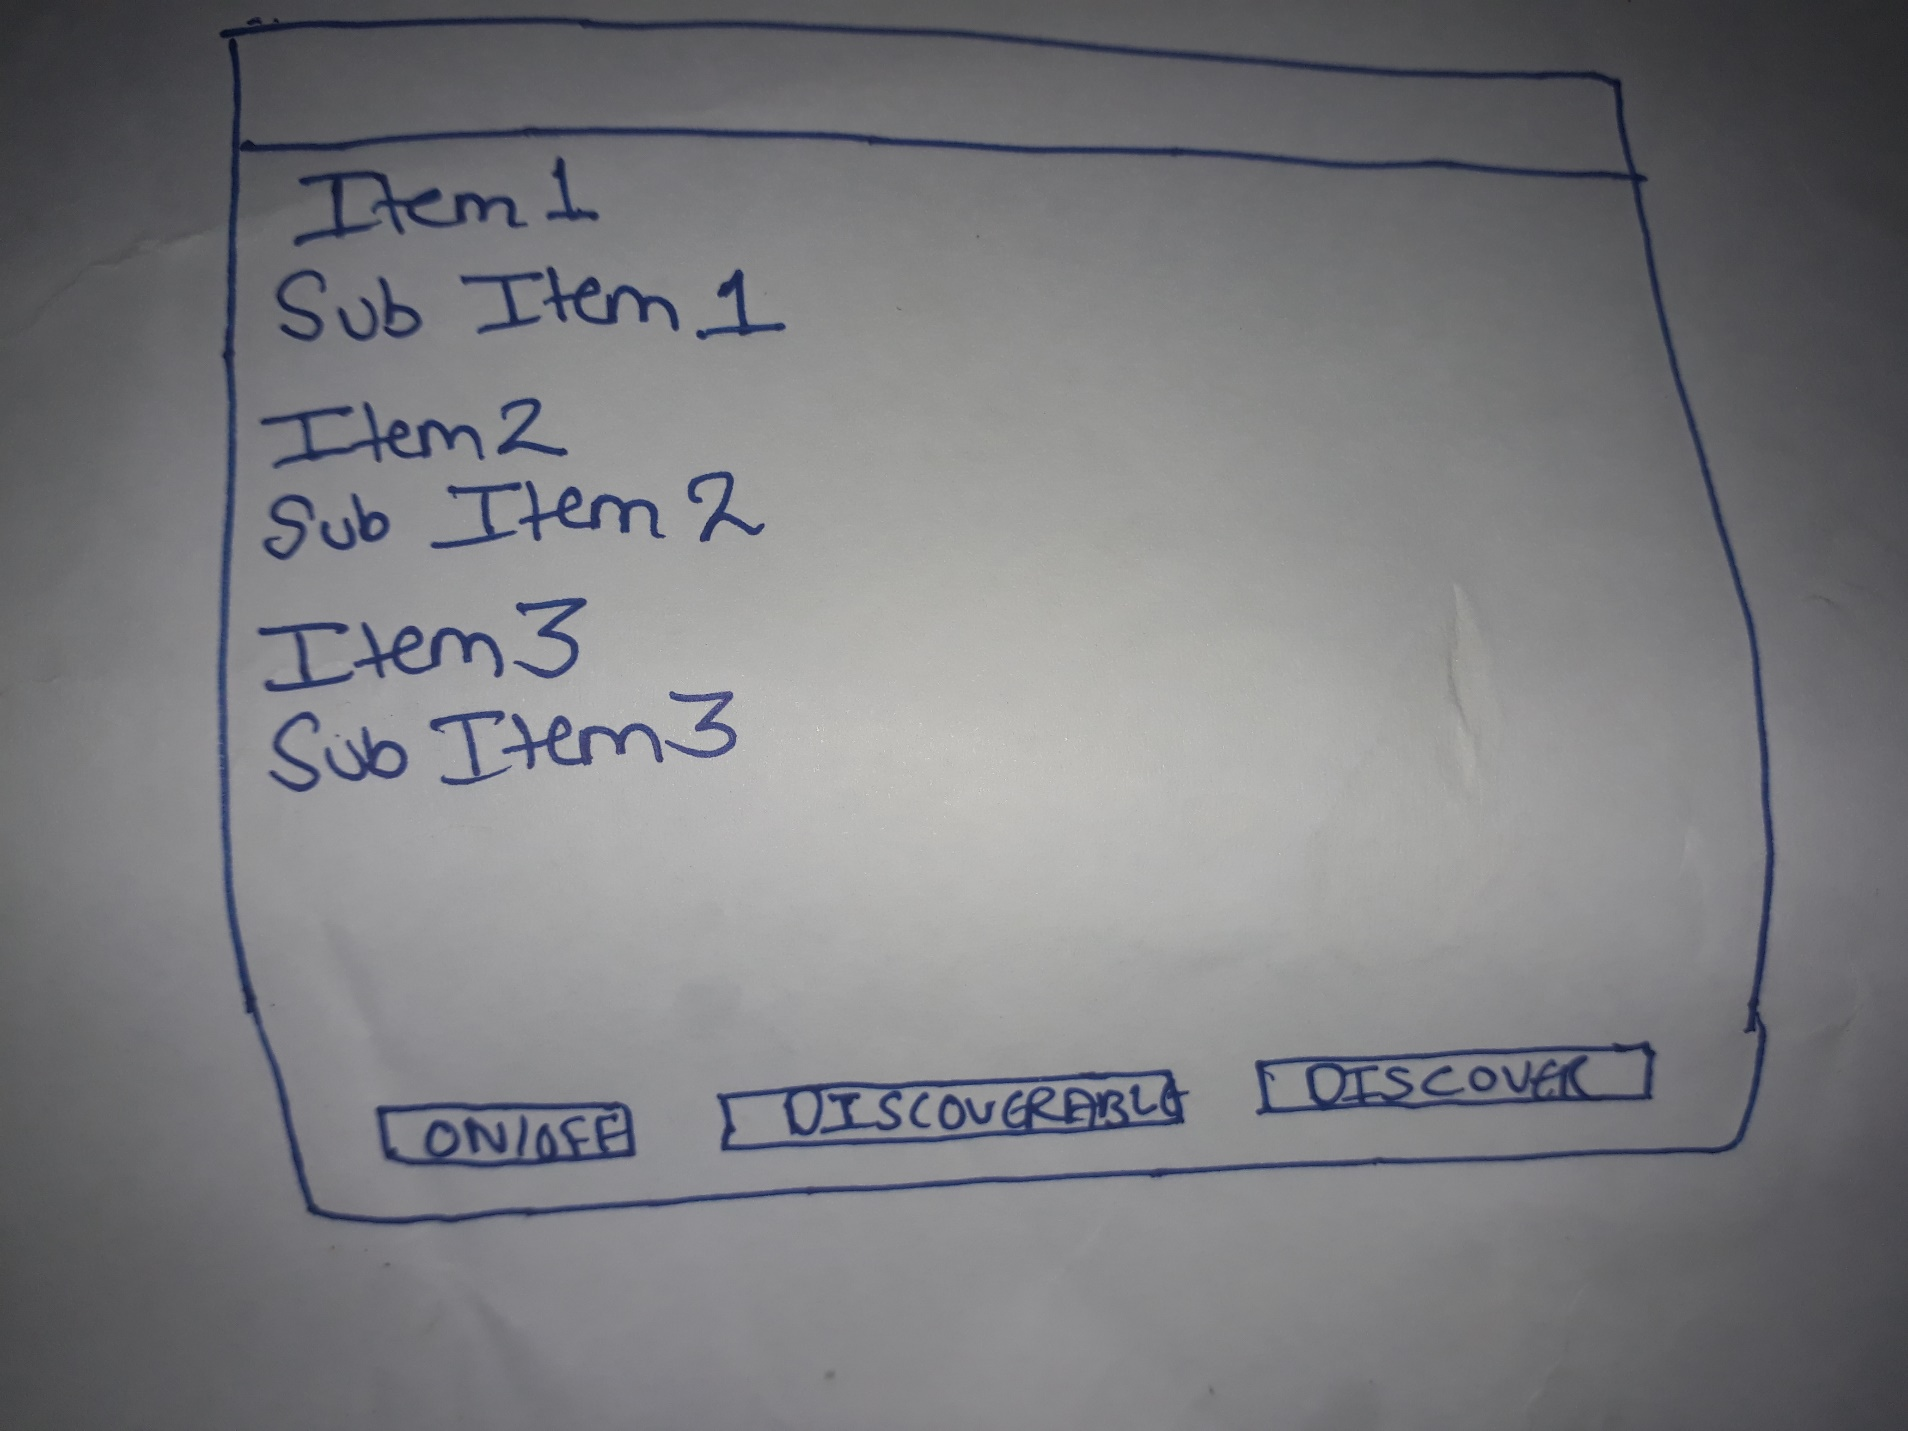 Item 1
Sub Item 1
Item 2
Sub Item 2
Item 3
Sub Item 3
ON/OFF DISCOVERABLE DISCOVER